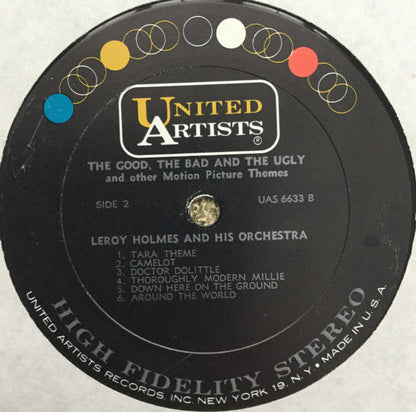 UNITED
ARTISTS
®
THE GOOD, THE BAD AND THE UGLY
and other Motion Picture Themes
SIDE 2
UAS 6633 B
LEROY HOLMES AND HIS ORCHESTRA
1. TARA THEME
2. CAMELOT
3. DOCTOR DOLITTLE
4. THOROUGHLY MODERN MILLIE
5. DOWN HERE ON THE GROUND
6. AROUND THE WORLD
HIGH FIDELITY STEREO
UNITED ARTISTS RECORDS, INC. NEW YORK 19, N.Y. • MADE IN U.S.A.